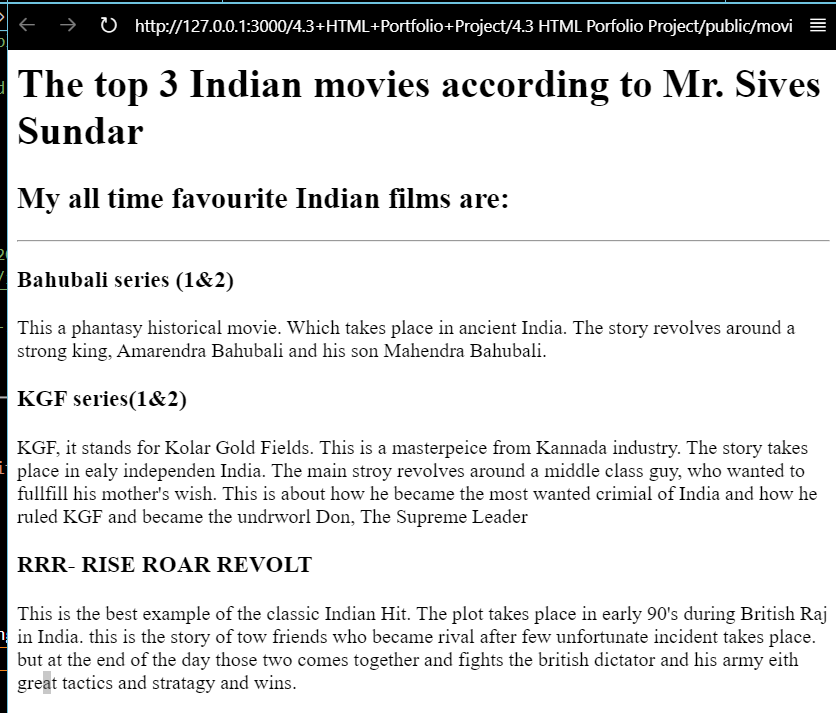 http://127.0.0.1:3000/4.3+HTML+Portfolio+Project/4.3 HTML Porfolio Project/public/movi
The top 3 Indian movies according to Mr. Sives
Sundar
My all time favourite Indian films are:
Bahubali series (1&2)
This a phantasy historical movie. Which takes place in ancient India. The story revolves around a
strong king, Amarendra Bahubali and his son Mahendra Bahubali.
KGF series(1&2)
KGF, it stands for Kolar Gold Fields. This is a masterpeice from Kannada industry. The story takes
place in ealy independen India. The main stroy revolves around a middle class guy, who wanted to
fullfill his mother's wish. This is about how he became the most wanted crimial of India and how he
ruled KGF and became the undrworl Don, The Supreme Leader
RRR- RISE ROAR REVOLT
This is the best example of the classic Indian Hit. The plot takes place in early 90's during British Raj
in India. this is the story of tow friends who became rival after few unfortunate incident takes place.
but at the end of the day those two comes together and fights the british dictator and his army eith
great tactics and stratagy and wins.